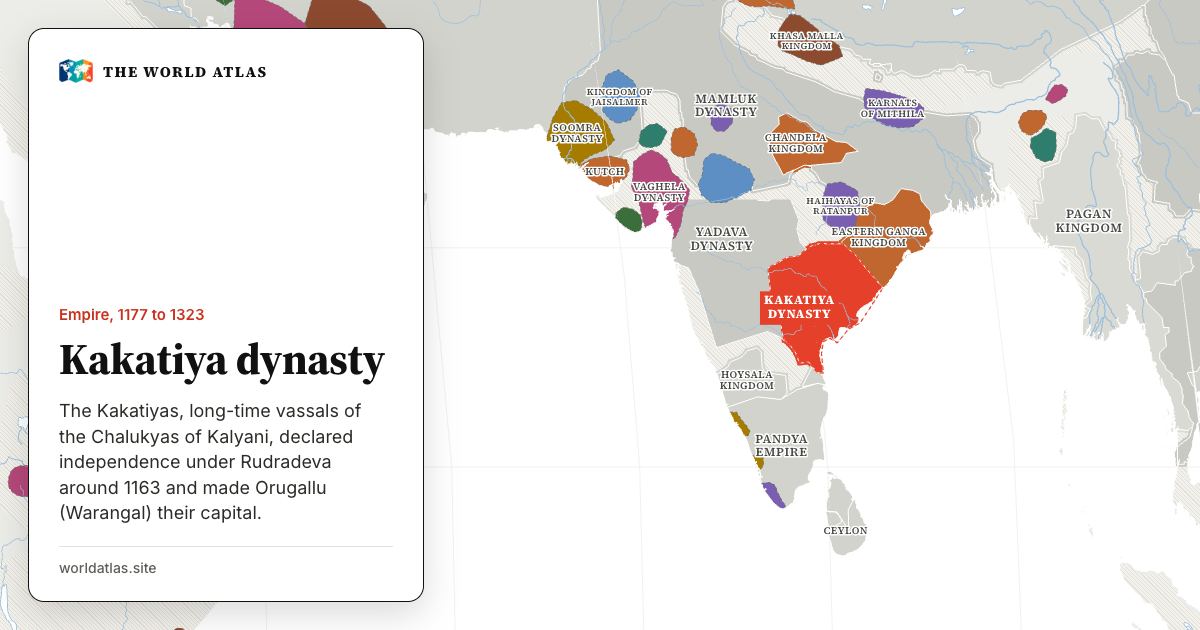 THE WORLD ATLAS
Empire, 1177 to 1323
Kakatiya dynasty
The Kakatiyas, long-time vassals of
the Chalukyas of Kalyani, declared
independence under Rudradeva
around 1163 and made Orugallu
(Warangal) their capital.
worldatlas.site
KHASA MALLA
KINGDOM
KINGDOM OF
JAISALMER
MAMLUK
DYNASTY
KARNATS
OF MITHILA
SOOMRA
DYNASTY
CHANDELA
KINGDOM
KUTCH
VAGHELA
DYNASTY
HAIHAYAS OF
RATANPUR
PAGAN
KINGDOM
YADAVA
DYNASTY
EASTERN GANGA
KINGDOM
KAKATIYA
DYNASTY
HOYSALA
KINGDOM
PANDYA
EMPIRE
CEYLON